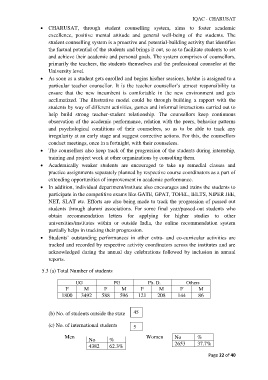 IQAC - CHARUSAT
• CHARUSAT, through student counselling system, aims to foster academic
excellence, positive mental attitude and general well-being of the students. The
student counselling system is a proactive and potential-building activity that identifies
the factual potential of the students and brings it out, so as to facilitate students to set
and achieve their academic and personal goals. The system comprises of counsellors,
primarily the teachers, the students themselves and the professional counsellor at the
University level.
• As soon as a student gets enrolled and begins his/her sessions, he/she is assigned to a
particular teacher counsellor. It is the teacher counsellor's utmost responsibility to
ensure that the new incumbent is comfortable in the new environment and gets
acclimatized. The illustrative modal could be through building a rapport with the
students by way of different activities, games and informal interactions carried out to
help build strong teacher-student relationship. The counsellors keep continuous
observation of the academic performance, relation with the peers, behavior patterns
and psychological conditions of their counselees, so as to be able to track any
irregularity at an early stage and suggest corrective actions. For this, the counsellors
conduct meetings, once in a fortnight, with their counselees.
• The counsellors also keep track of the progression of the students during internship,
training and project work at other organizations by consulting them.
• Academically weaker students are encouraged to take up remedial classes and
practice assignments separately planned by respective course coordinators as a part of
extending opportunities of improvement in academic performance.
• In addition, individual department/institute also encourages and trains the students to
participate in the competitive exams like GATE, GPAT, TOEFL, IELTS, NIPER JEE,
NET, SLAT etc. Efforts are also being made to track the progression of passed out
students through alumni associations. For some final year/passed-out students who
obtain recommendation letters for applying for higher studies to other
universities/institutes within or outside India, the online recommendation system
partially helps in tracking their progression.
• Students' outstanding performances in other extra- and co-curricular activities are
tracked and recorded by respective activity coordinators across the institutes and are
acknowledged during the annual day celebrations followed by inclusion in annual
reports.
5.3 (a) Total Number of students
UG PG Ph. D. Others
F M F M F M F M
1800 3492 588 596 121 208 144 86
(b) No. of students outside the state 45
(c) No. of international students 5
Men No % Women No %
4382 62.3% 2653 37.7%
Page 32 of 40